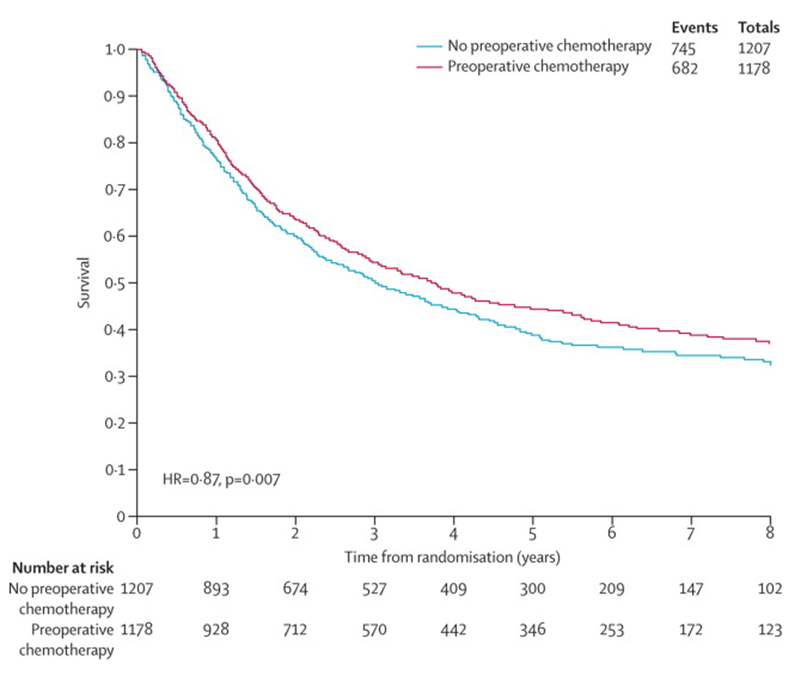 Events Totals
No preoperative chemotherapy 745 1207
Preoperative chemotherapy 682 1178
1·0
0·9
0·8
0·7
0·6
0·5
0·4
0·3
0·2
0·1
0
Survival
HR=0·87, p=0·007
0 1 2 3 4 5 6 7 8
Time from randomisation (years)
Number at risk
No preoperative 1207 893 674 527 409 300 209 147 102
chemotherapy
Preoperative 1178 928 712 570 442 346 253 172 123
chemotherapy